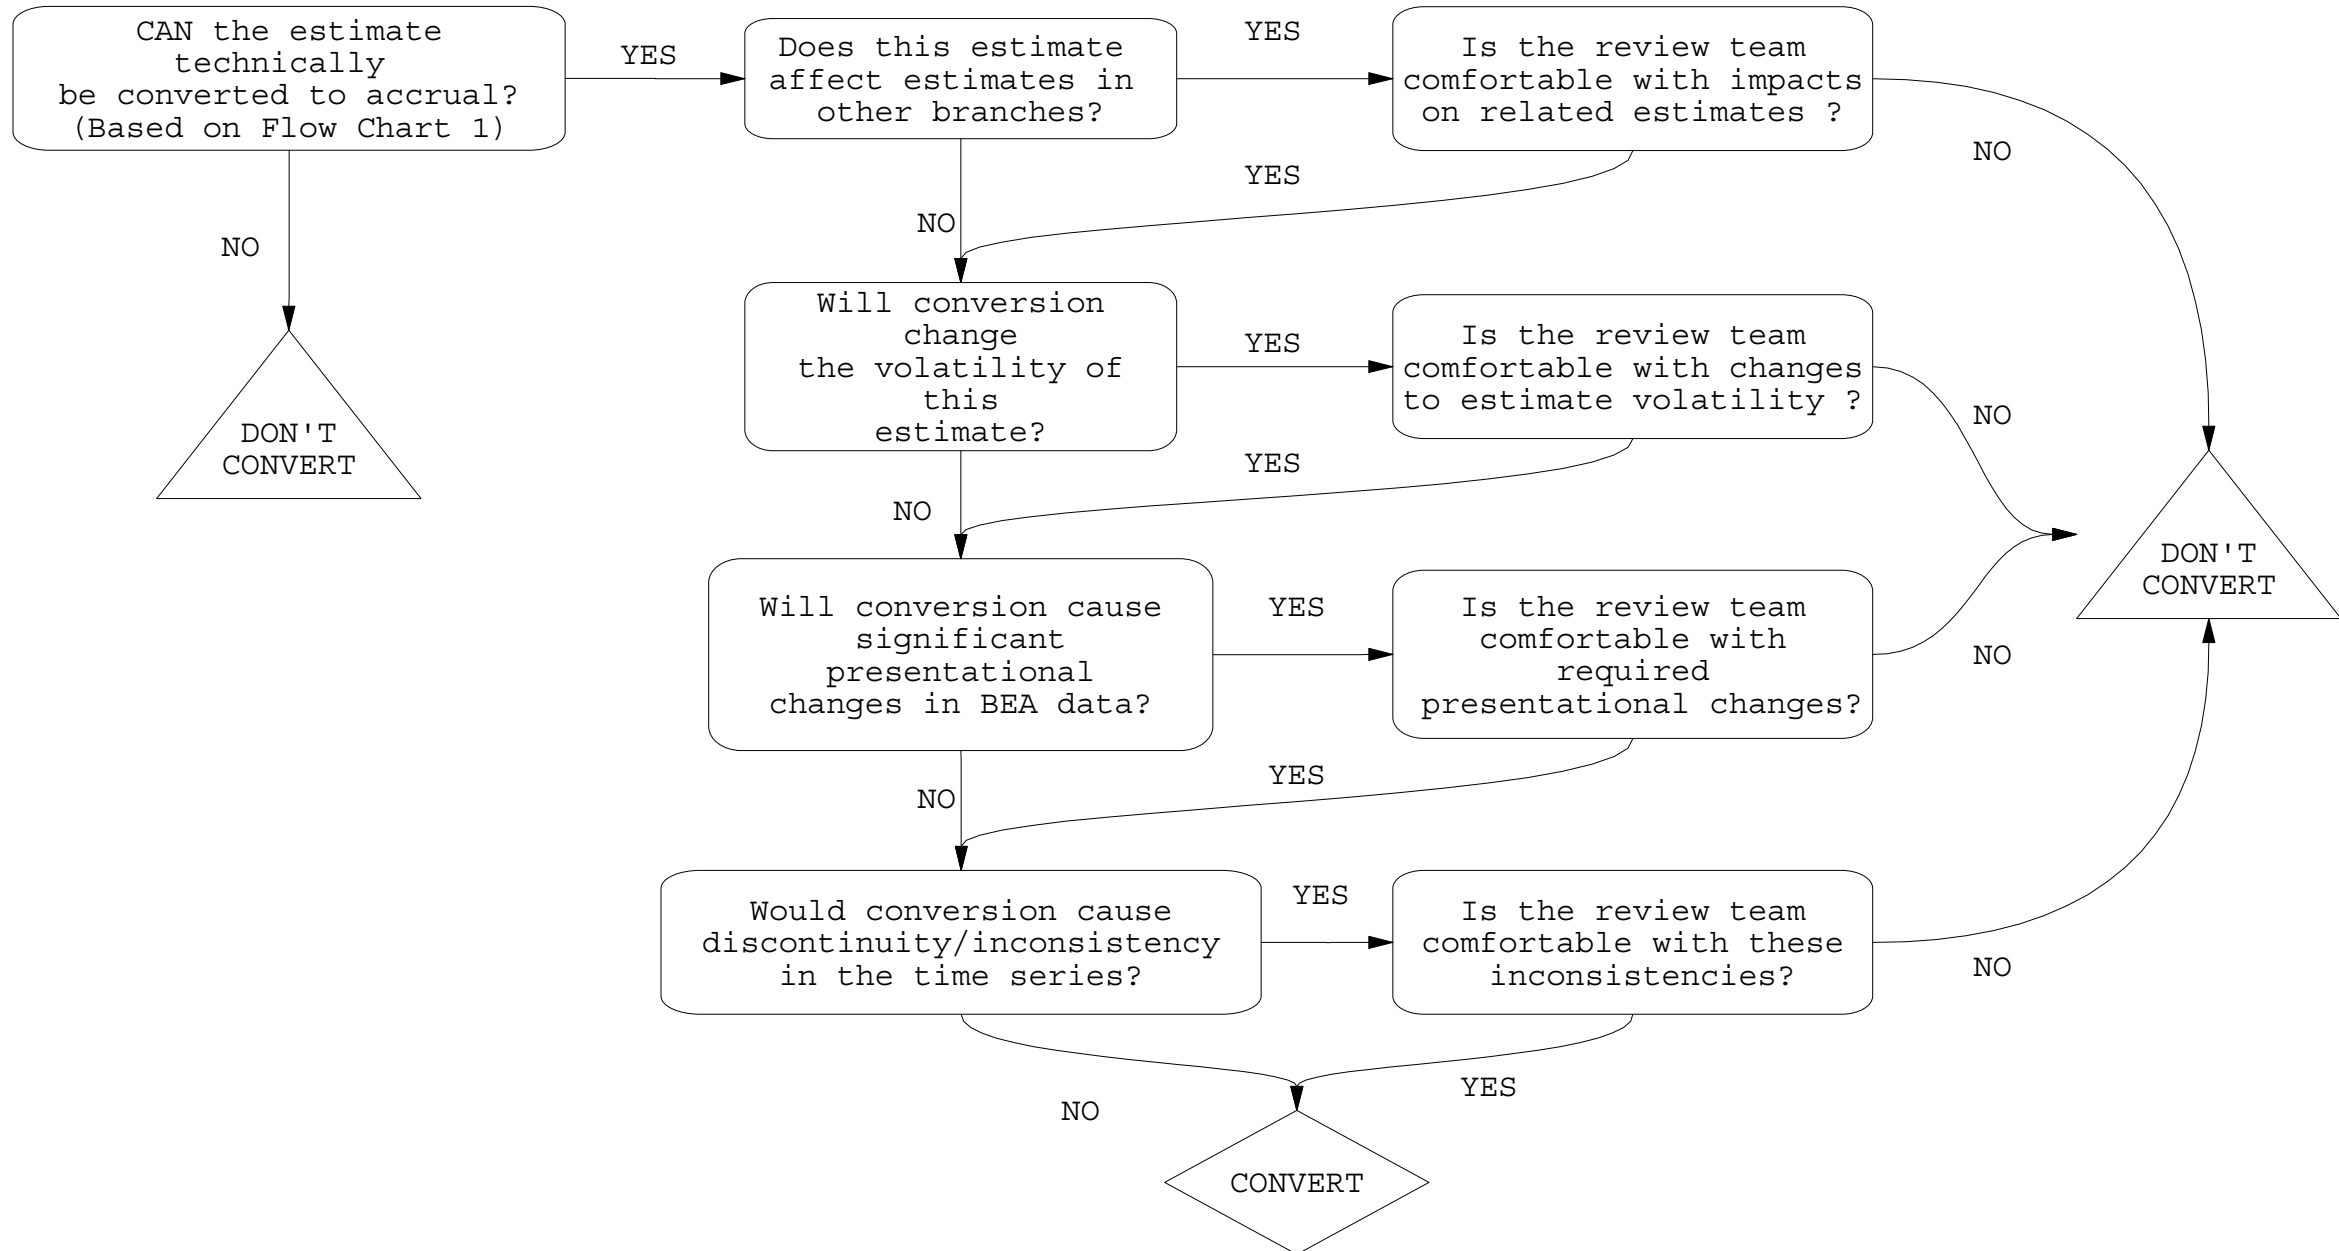 CAN the estimate
technically
be converted to accrual?
(Based on Flow Chart 1)
YES
Does this estimate
affect estimates in
other branches?
YES
Is the review team
comfortable with impacts
on related estimates ?
NO
YES
NO
NO
DON'T
CONVERT
Will conversion
change
the volatility of
this
estimate?
YES
Is the review team
comfortable with changes
to estimate volatility ?
NO
YES
NO
DON'T
CONVERT
Will conversion cause
significant
presentational
changes in BEA data?
YES
Is the review team
comfortable with
required
presentational changes?
NO
YES
NO
Would conversion cause
discontinuity/inconsistency
in the time series?
YES
Is the review team
comfortable with these
inconsistencies?
NO
NO
YES
CONVERT